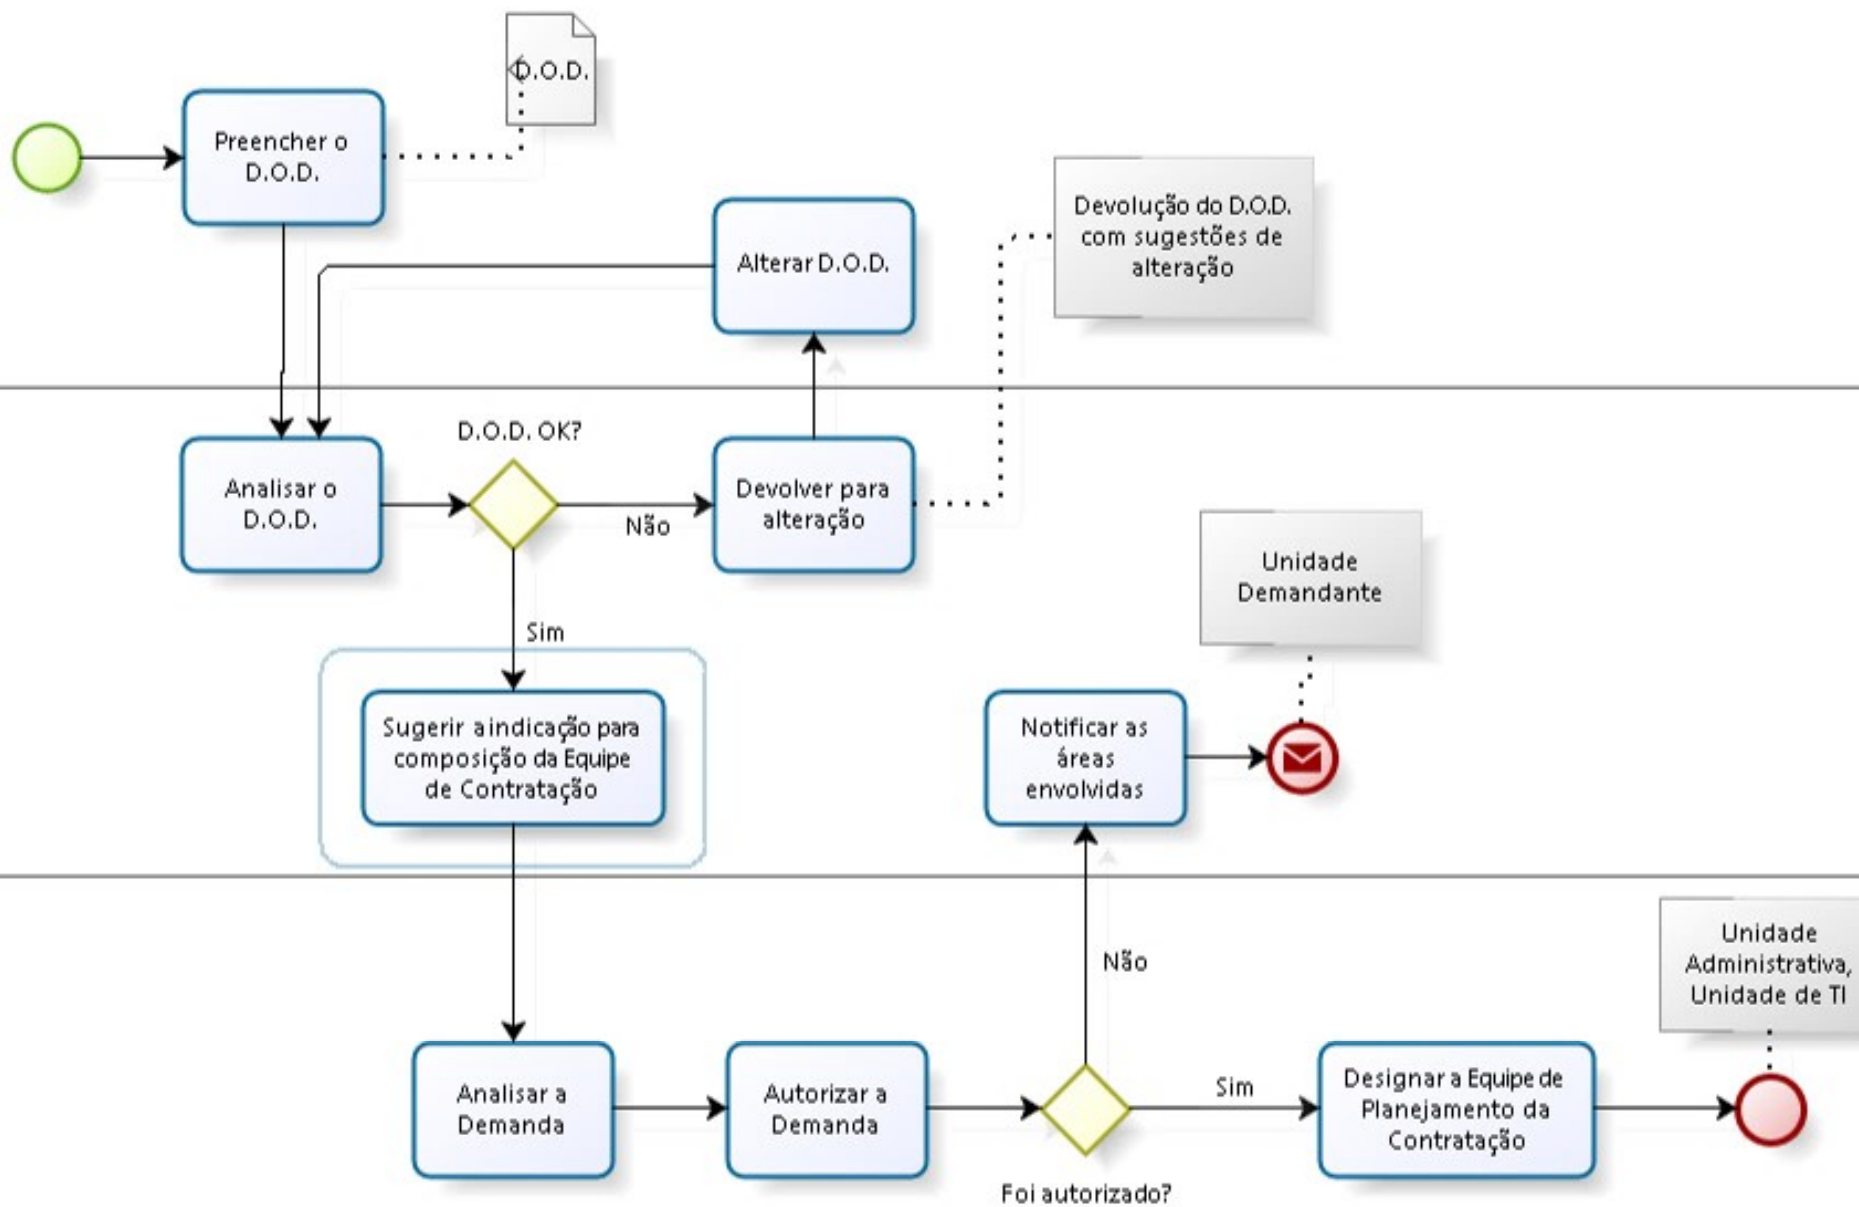 D.O.D.
Preencher o
D.O.D.
Devolução do D.O.D.
com sugestões de
alteração
Alterar D.O.D.
D.O.D. OK?
Analisar o
D.O.D.
Não
Devolver para
alteração
Unidade
Demandante
Sim
Sugerir a indicação para
composição da Equipe
de Contratação
Notificar as
áreas
envolvidas
Unidade
Administrativa,
Unidade de TI
Não
Analisar a
Demanda
Autorizar a
Demanda
Foi autorizado?
Sim
Designar a Equipe de
Planejamento da
Contratação